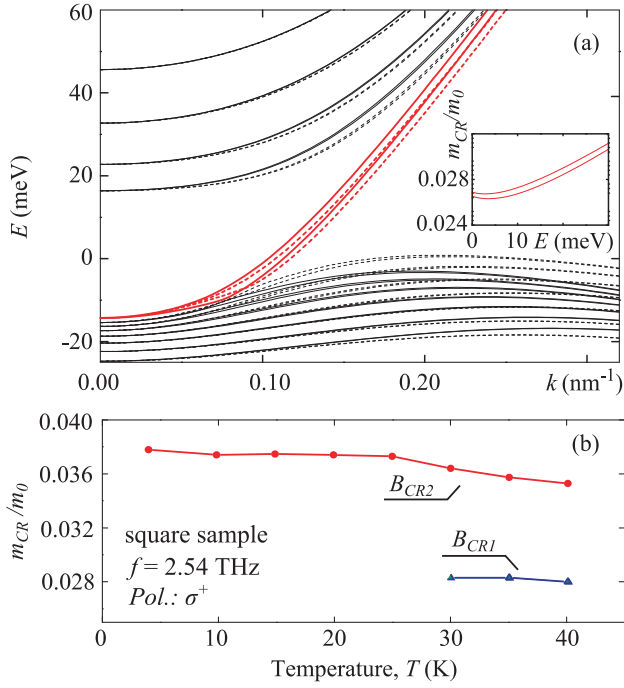 60
40
20
0
-20
E (meV)
(a)
m_CR/m_0
0.028
0.024
0 10 E (meV)
0.00 0.10 0.20 k (nm⁻¹)
0.040
0.036
0.032
0.028
m_CR/m_0
(b)
B_CR2
B_CR1
square sample
f = 2.54 THz
Pol.: σ⁺
0 10 20 30 40
Temperature, T (K)